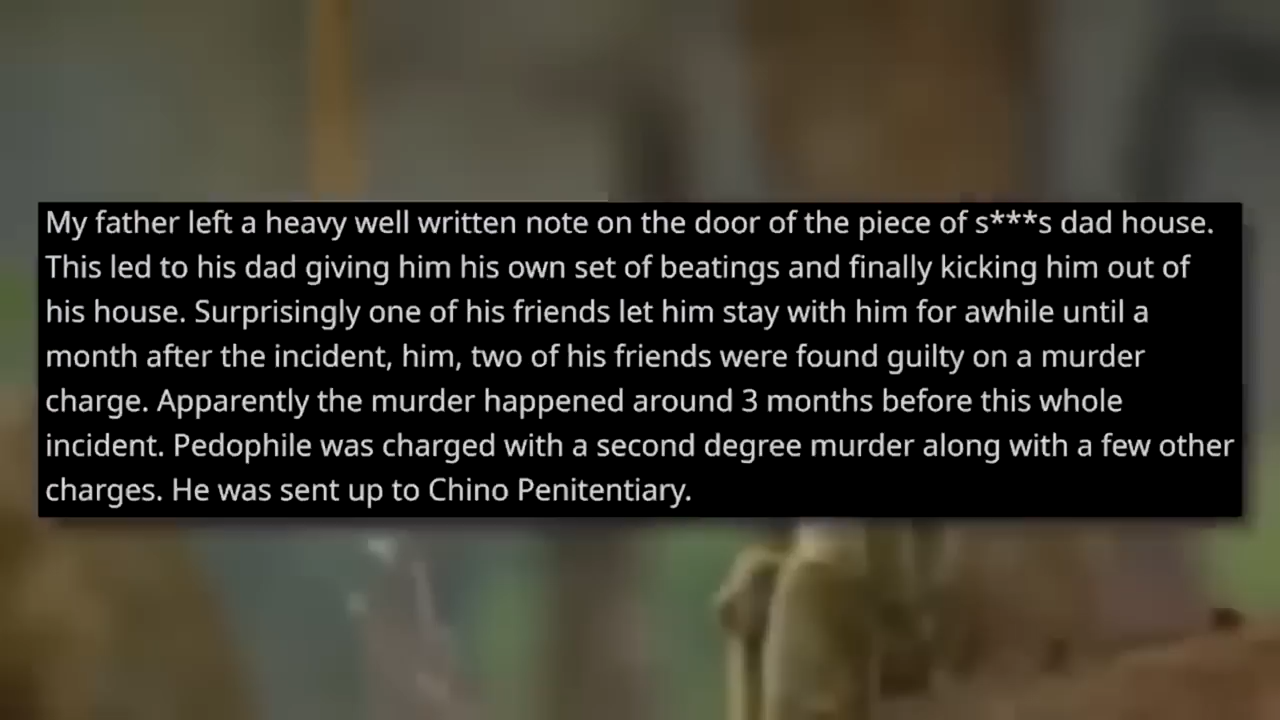 My father left a heavy well written note on the door of the piece of s***s dad house.
This led to his dad giving him his own set of beatings and finally kicking him out of
his house. Surprisingly one of his friends let him stay with him for awhile until a
month after the incident, him, two of his friends were found guilty on a murder
charge. Apparently the murder happened around 3 months before this whole
incident. Pedophile was charged with a second degree murder along with a few other
charges. He was sent up to Chino Penitentiary.